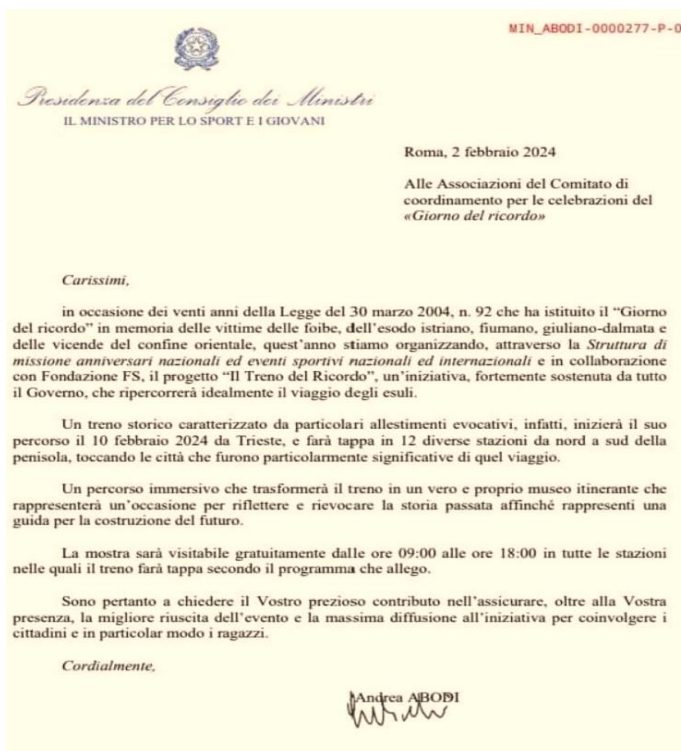 MIN_ABODI-0000277-P-0
Presidenza del Consiglio dei Ministri
IL MINISTRO PER LO SPORT E I GIOVANI
Roma, 2 febbraio 2024
Alle Associazioni del Comitato di
coordinamento per le celebrazioni del
«Giorno del ricordo»
Carissimi,
in occasione dei venti anni della Legge del 30 marzo 2004, n. 92 che ha istituito il “Giorno
del ricordo” in memoria delle vittime delle foibe, dell’esodo istriano, fiumano, giuliano-dalmata e
delle vicende del confine orientale, quest’anno stiamo organizzando, attraverso la Struttura di
missione anniversari nazionali ed eventi sportivi nazionali ed internazionali e in collaborazione
con Fondazione FS, il progetto “Il Treno del Ricordo”, un’iniziativa, fortemente sostenuta da tutto
il Governo, che ripercorrerà idealmente il viaggio degli esuli.
Un treno storico caratterizzato da particolari allestimenti evocativi, infatti, inizierà il suo
percorso il 10 febbraio 2024 da Trieste, e farà tappa in 12 diverse stazioni da nord a sud della
penisola, toccando le città che furono particolarmente significative di quel viaggio.
Un percorso immersivo che trasformerà il treno in un vero e proprio museo itinerante che
rappresenterà un’occasione per riflettere e rievocare la storia passata affinché rappresenti una
guida per la costruzione del futuro.
La mostra sarà visitabile gratuitamente dalle ore 09:00 alle ore 18:00 in tutte le stazioni
nelle quali il treno farà tappa secondo il programma che allego.
Sono pertanto a chiedere il Vostro prezioso contributo nell’assicurare, oltre alla Vostra
presenza, la migliore riuscita dell’evento e la massima diffusione all’iniziativa per coinvolgere i
cittadini e in particolar modo i ragazzi.
Cordialmente,
Andrea ABODI